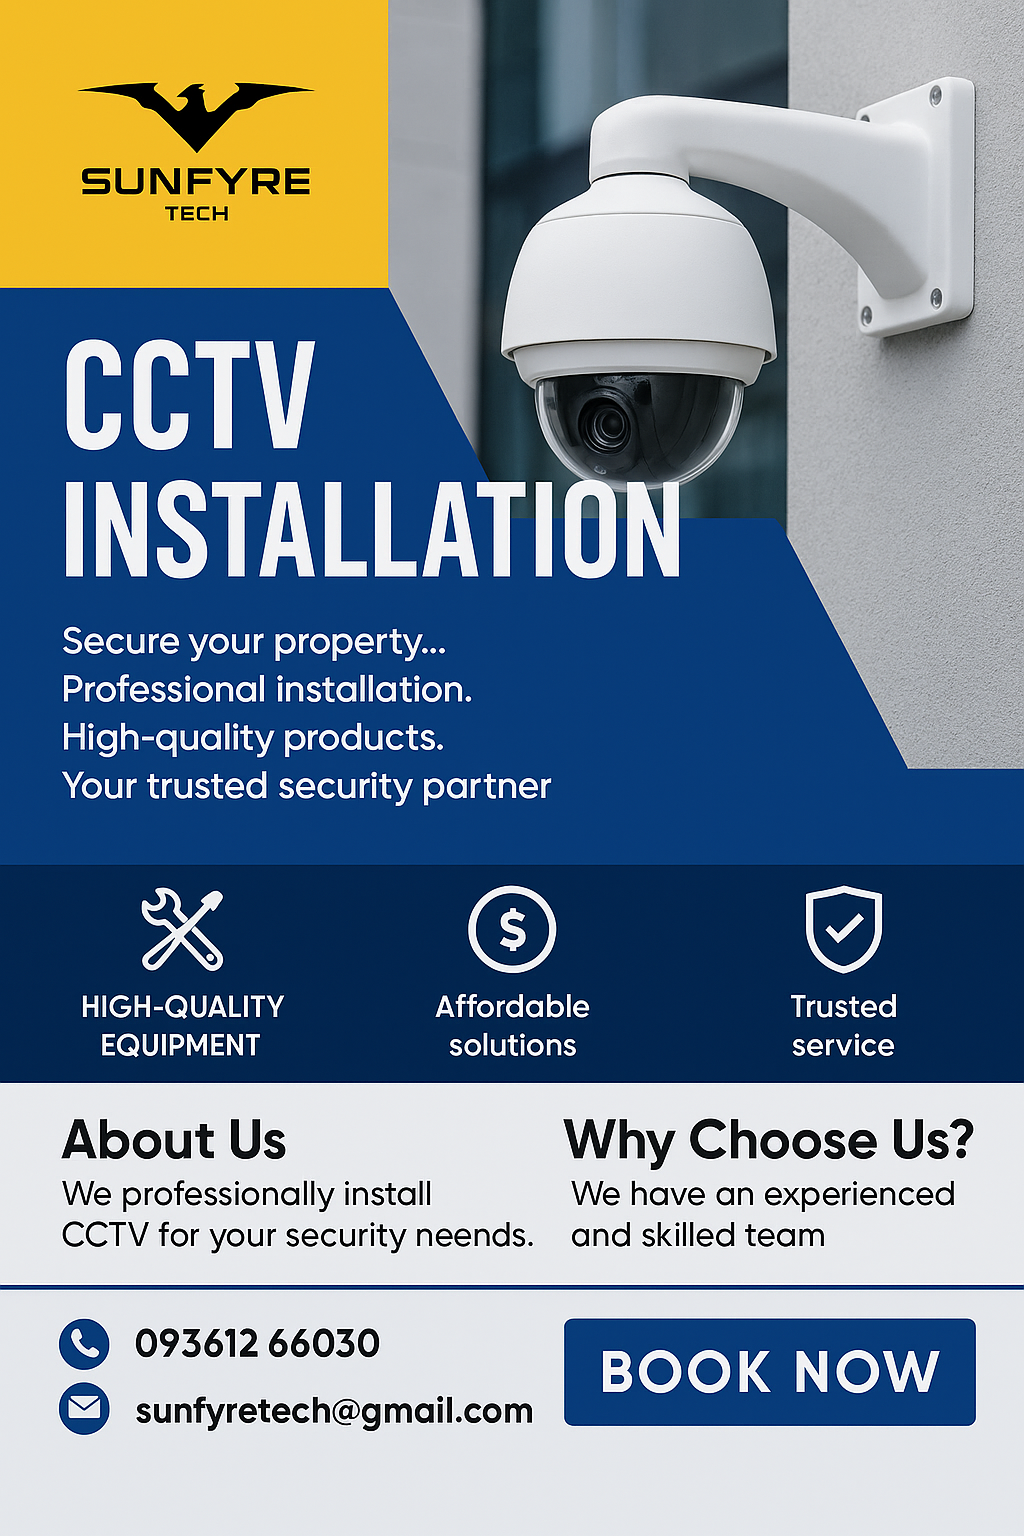 SUNFYRE
TECH
CCTV
INSTALLATION
Secure your property...
Professional installation.
High-quality products.
Your trusted security partner
HIGH-QUALITY
EQUIPMENT
Affordable
solutions
Trusted
service
About Us
We professionally install
CCTV for your security neends.
Why Choose Us?
We have an experienced
and skilled team
093612 66030
sunfyretech@gmail.com
BOOK NOW